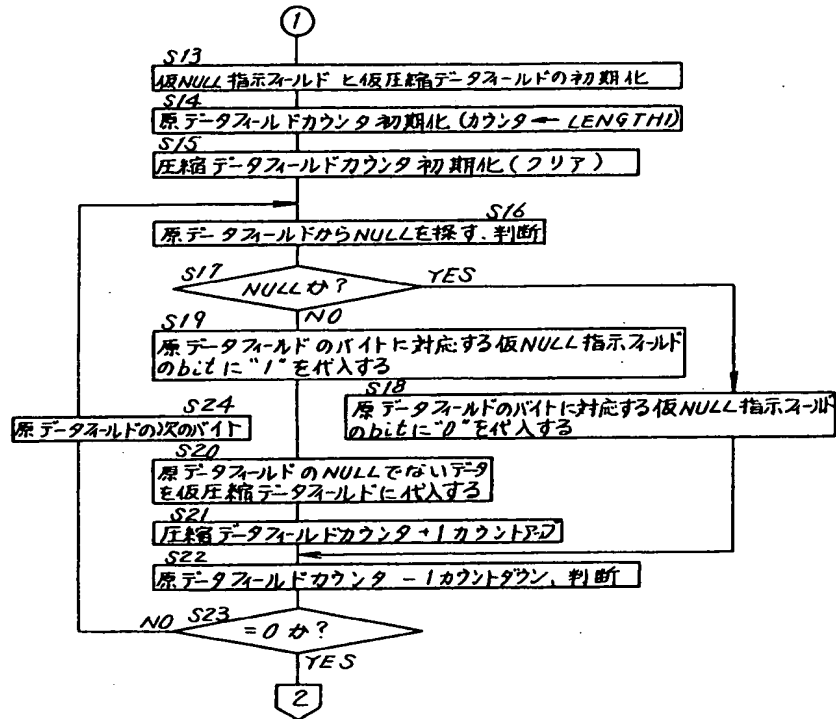 1
S13
仮NULL指示フィールドと仮圧縮データフィールドの初期化
S14
原データフィールドカウンタ初期化(カウンタ ← LENGTH1)
S15
圧縮データフィールドカウンタ初期化(クリア)
S16
原データフィールドからNULLを探す、判断
S17
NULLか?
YES
NO
S19
原データフィールドのバイトに対応する仮NULL指示フィールド
のbitに"1"を代入する
S18
原データフィールドのバイトに対応する仮NULL指示フィールド
のbitに"0"を代入する
S24
原データフィールドの次のバイト
S20
原データフィールドのNULLでないデータ
を仮圧縮データフィールドに代入する
S21
圧縮データフィールドカウンタ+1カウントアップ
S22
原データフィールドカウンタ-1カウントダウン、判断
NO
S23
=0か?
YES
2